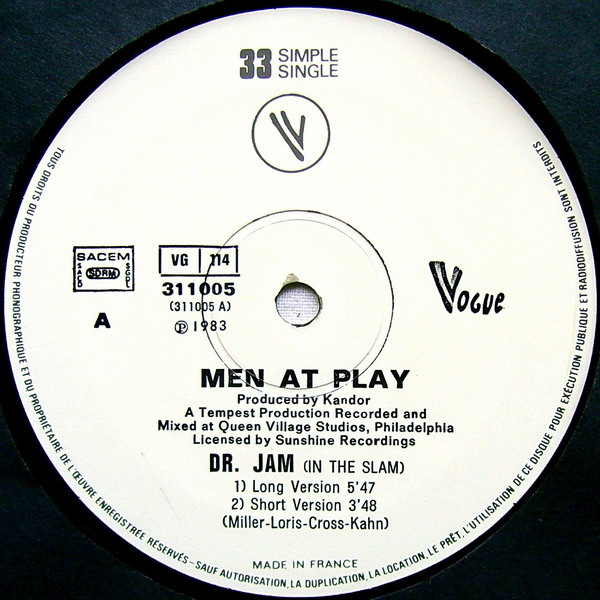 33 SIMPLE
SINGLE
V
SACEM
SACD SDRM SGDL
VG 114
311005
(311005 A)
A
℗ 1983
Vogue
MEN AT PLAY
Produced by Kandor
A Tempest Production Recorded and
Mixed at Queen Village Studios, Philadelphia
Licensed by Sunshine Recordings
DR. JAM (IN THE SLAM)
1) Long Version 5'47
2) Short Version 3'48
(Miller-Loris-Cross-Kahn)
MADE IN FRANCE
TOUS DROITS DU PRODUCTEUR PHONOGRAPHIQUE ET DU PROPRIÉTAIRE DE L'ŒUVRE ENREGISTRÉE RÉSERVÉS - SAUF AUTORISATION, LA DUPLICATION, LA LOCATION, LE PRÊT, L'UTILISATION DE CE DISQUE POUR EXÉCUTION PUBLIQUE ET RADIODIFFUSION SONT INTERDITS